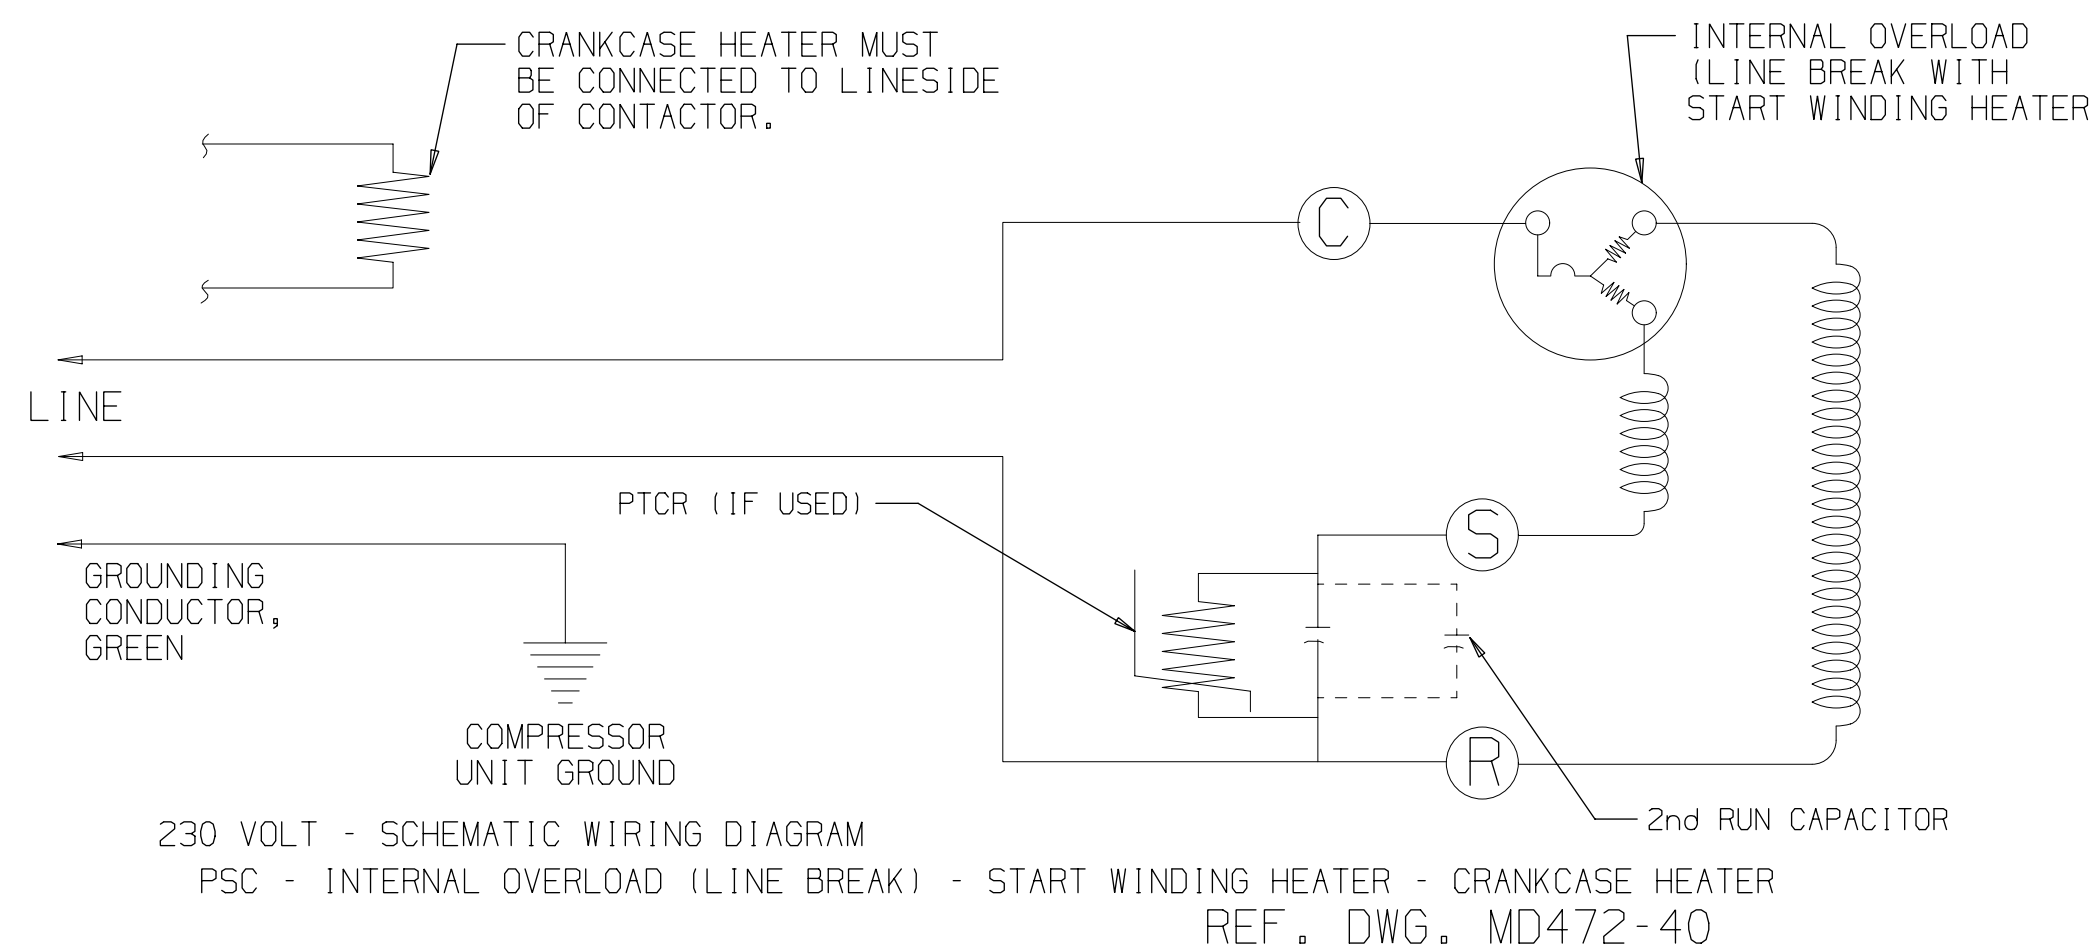 CRANKCASE HEATER MUST
BE CONNECTED TO LINESIDE
OF CONTACTOR.
INTERNAL OVERLOAD
(LINE BREAK WITH
START WINDING HEATER
C
LINE
PTCR (IF USED)
S
GROUNDING
CONDUCTOR,
GREEN
COMPRESSOR
UNIT GROUND
R
2nd RUN CAPACITOR
230 VOLT - SCHEMATIC WIRING DIAGRAM
PSC - INTERNAL OVERLOAD (LINE BREAK) - START WINDING HEATER - CRANKCASE HEATER
REF. DWG. MD472-40